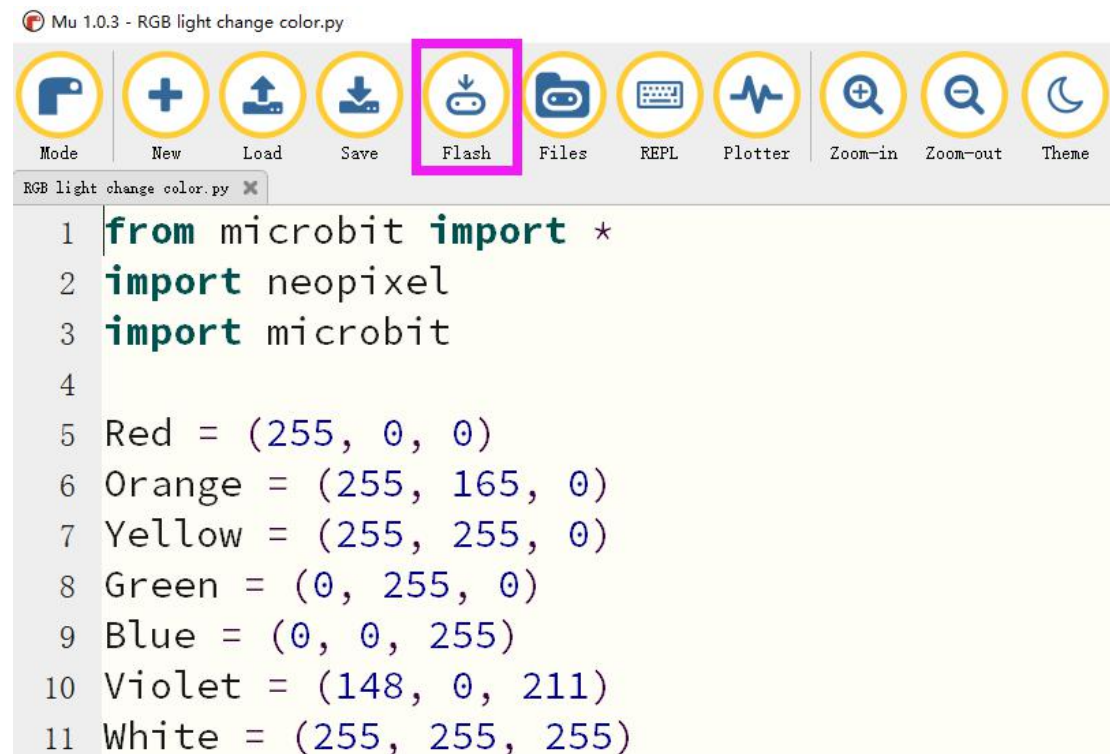 Mu 1.0.3 - RGB light change color.py
Mode New Load Save Flash Files REPL Plotter Zoom-in Zoom-out Theme
RGB light change color.py
1 from microbit import *
2 import neopixel
3 import microbit
4
5 Red = (255, 0, 0)
6 Orange = (255, 165, 0)
7 Yellow = (255, 255, 0)
8 Green = (0, 255, 0)
9 Blue = (0, 0, 255)
10 Violet = (148, 0, 211)
11 White = (255, 255, 255)